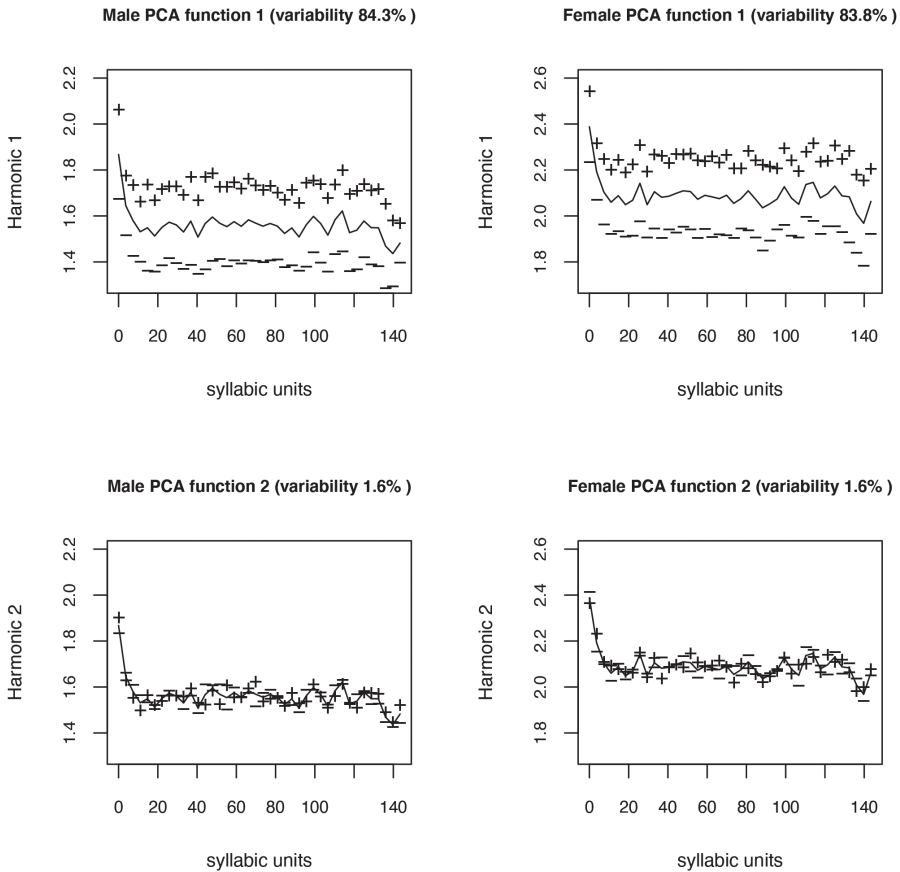 Male PCA function 1 (variability 84.3% )
Harmonic 1
2.2
2.0
1.8
1.6
1.4
0 20 40 60 80 100 140
syllabic units
Female PCA function 1 (variability 83.8% )
Harmonic 1
2.6
2.4
2.2
2.0
1.8
0 20 40 60 80 100 140
syllabic units
Male PCA function 2 (variability 1.6% )
Harmonic 2
2.2
2.0
1.8
1.6
1.4
0 20 40 60 80 100 140
syllabic units
Female PCA function 2 (variability 1.6% )
Harmonic 2
2.6
2.4
2.2
2.0
1.8
0 20 40 60 80 100 140
syllabic units